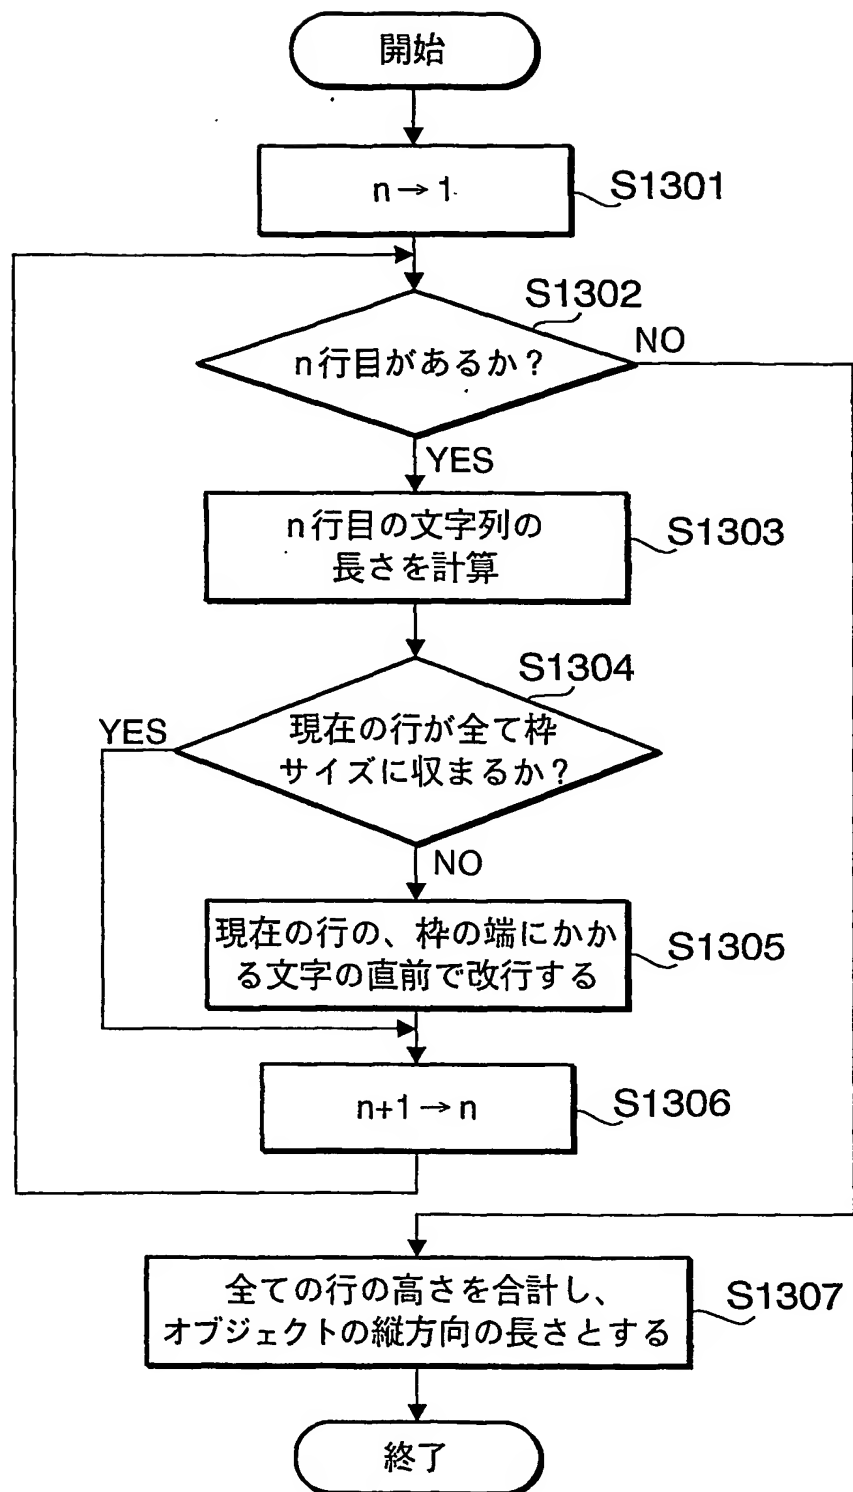 開始
n→1
S1301
S1302
n行目があるか？
NO
YES
n行目の文字列の
長さを計算
S1303
S1304
現在の行が全て枠
サイズに収まるか？
YES
NO
現在の行の、枠の端にかか
る文字の直前で改行する
S1305
n+1→n
S1306
全ての行の高さを合計し、
オブジェクトの縦方向の長さとする
S1307
終了